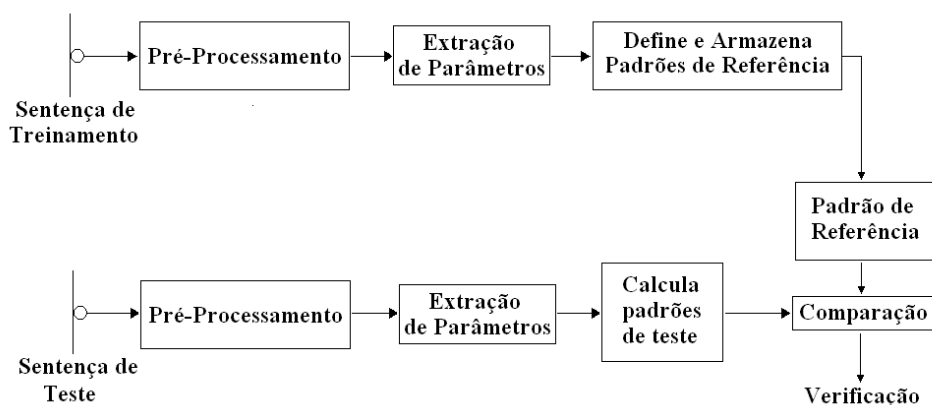 Pré-Processamento
Extração
de Parâmetros
Define e Armazena
Padrões de Referência
Sentença de
Treinamento
Padrão de
Referência
Pré-Processamento
Extração
de Parâmetros
Calcula
padrões
de teste
Comparação
Sentença de
Teste
Verificação